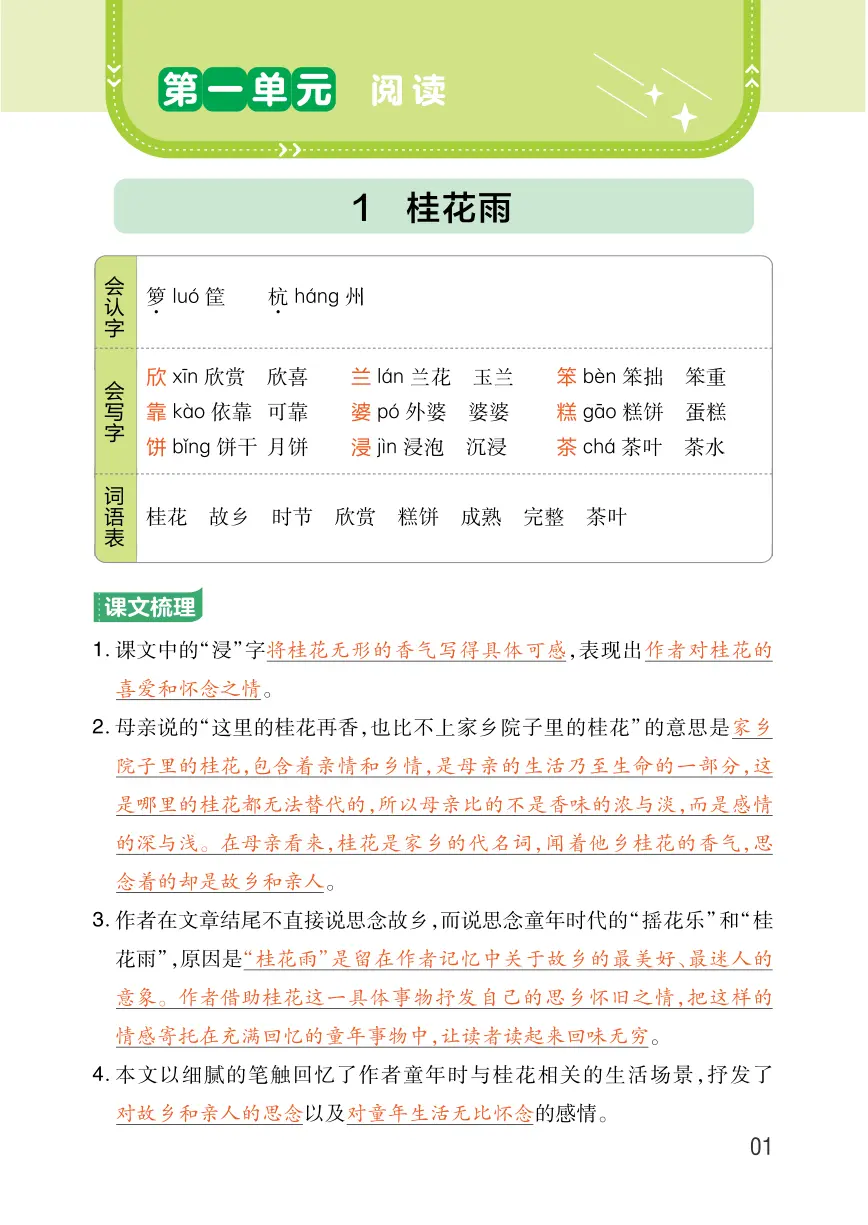 第一单元 阅读
1 桂花雨
会认字
箩 luó 筐 杭 háng 州
会写字
欣 xīn 欣赏 欣喜 兰 lán 兰花 玉兰 笨 bèn 笨拙 笨重
靠 kào 依靠 可靠 婆 pó 外婆 婆婆 糕 gāo 糕饼 蛋糕
饼 bǐng 饼干 月饼 浸 jìn 浸泡 沉浸 茶 chá 茶叶 茶水
词语表
桂花 故乡 时节 欣赏 糕饼 成熟 完整 茶叶
课文梳理
1. 课文中的“浸”字将桂花无形的香气写得具体可感,表现出作者对桂花的
喜爱和怀念之情。
2. 母亲说的“这里的桂花再香,也比不上家乡院子里的桂花”的意思是家乡
院子里的桂花,包含着亲情和乡情,是母亲的生活乃至生命的一部分,这
是哪里的桂花都无法替代的,所以母亲比的不是香味的浓与淡,而是感情
的深与浅。在母亲看来,桂花是家乡的代名词,闻着他乡桂花的香气,思
念着的却是故乡和亲人。
3. 作者在文章结尾不直接说思念故乡,而说思念童年时代的“摇花乐”和“桂
花雨”,原因是“桂花雨”是留在作者记忆中关于故乡的最美好、最迷人的
意象。作者借助桂花这一具体事物抒发自己的思乡怀旧之情,把这样的
情感寄托在充满回忆的童年事物中,让读者读起来回味无穷。
4. 本文以细腻的笔触回忆了作者童年时与桂花相关的生活场景,抒发了
对故乡和亲人的思念以及对童年生活无比怀念的感情。
01